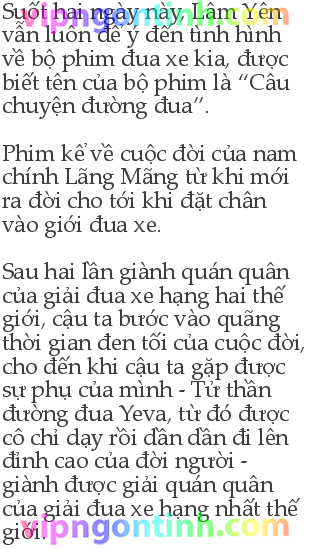 Suốt hai ngày này, Lâm Yên
vẫn luôn để ý đến tình hình
về bộ phim đua xe kia, được
biết tên của bộ phim là “Câu
chuyện đường đua”.
Phim kể về cuộc đời của nam
chính Lãng Mãng từ khi mới
ra đời cho tới khi đặt chân
vào giới đua xe.
Sau hai lần giành quán quân
của giải đua xe hạng hai thế
giới, cậu ta bước vào quãng
thời gian đen tối của cuộc đời,
cho đến khi cậu ta gặp được
sự phụ của mình - Tử thần
đường đua Yeva, từ đó được
cô chỉ dạy rồi dần dần đi lên
đỉnh cao của đời người -
giành được giải quán quân
của giải đua xe hạng nhất thế
giới.
vipngontinh.com
vipngontinh.com